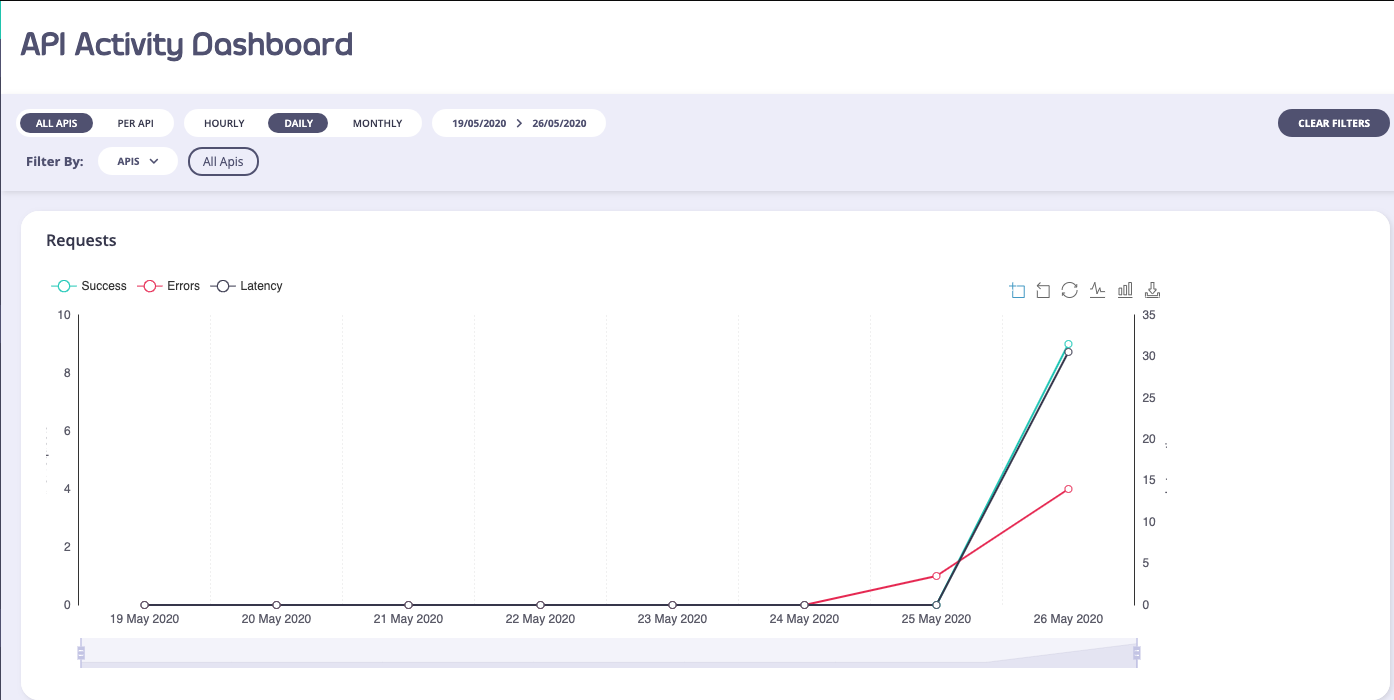 API Activity Dashboard
ALL APIS PER API HOURLY DAILY MONTHLY 19/05/2020 26/05/2020 CLEAR FILTERS
Filter By: APIS All Apis
Requests
Success Errors Latency
10 35
30
8
25
6
20
4 15
10
2
5
0 0
19 May 2020 20 May 2020 21 May 2020 22 May 2020 23 May 2020 24 May 2020 25 May 2020 26 May 2020